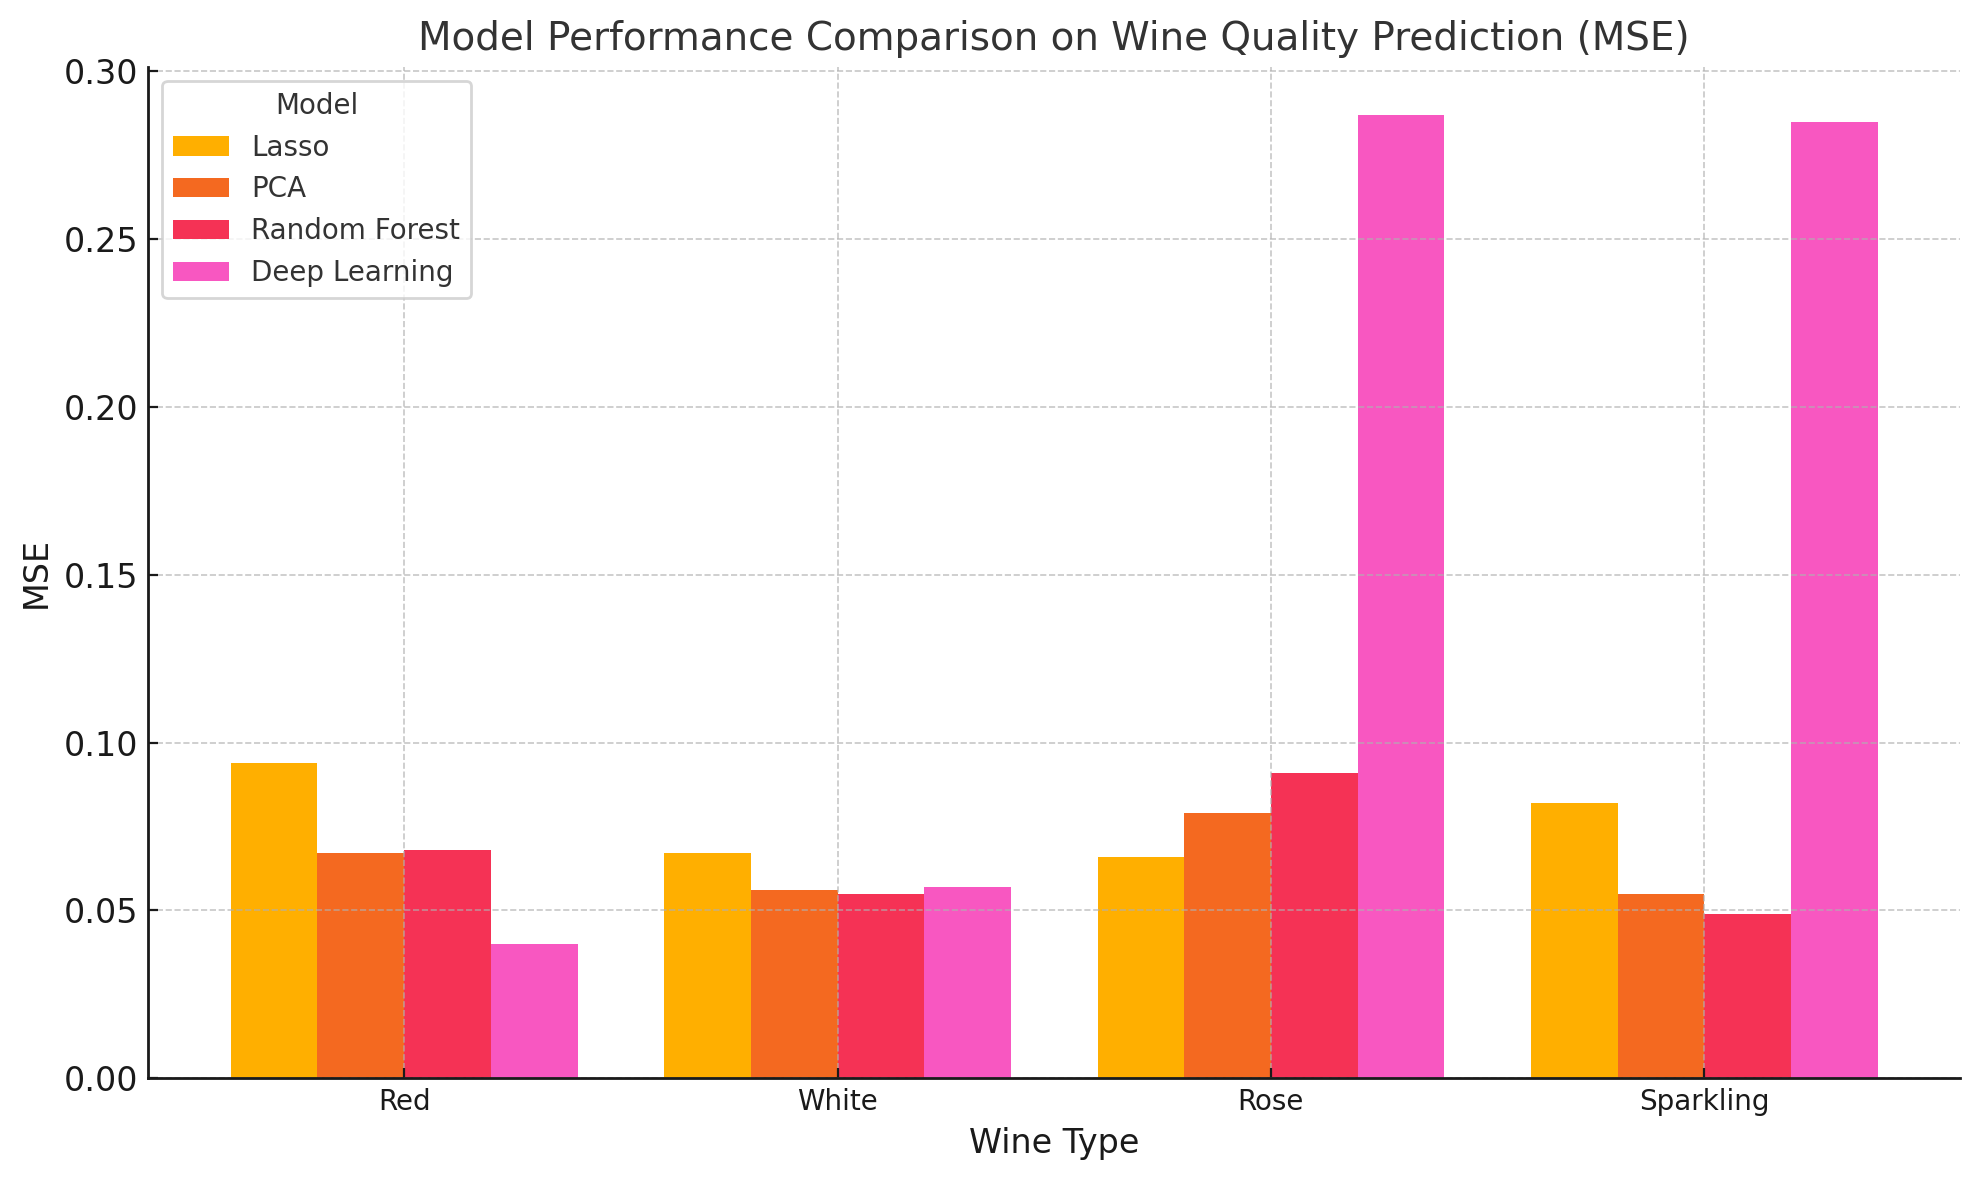 Model Performance Comparison on Wine Quality Prediction (MSE)
Model
Lasso
PCA
Random Forest
Deep Learning
MSE
0.30
0.25
0.20
0.15
0.10
0.05
0.00
Red White Rose Sparkling
Wine Type